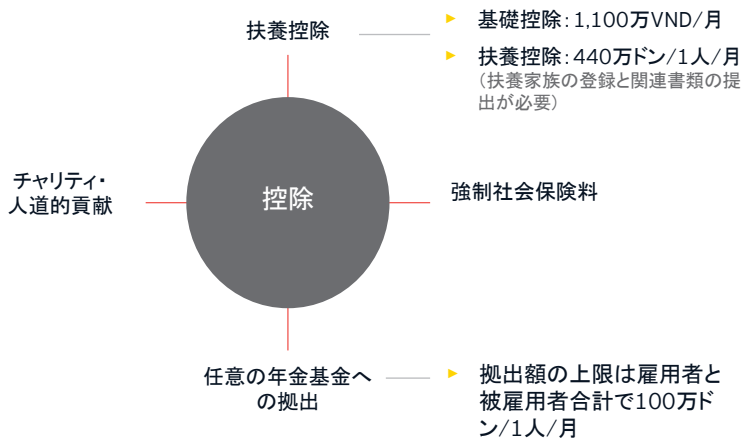 扶養控除
► 基礎控除：1,100万VND/月
► 扶養控除：440万ドン/1人/月
（扶養家族の登録と関連書類の提
出が必要）
チャリティ・
人道的貢献
控除
強制社会保険料
任意の年金基金へ
の拠出
► 拠出額の上限は雇用者と
被雇用者合計で100万ド
ン/1人/月